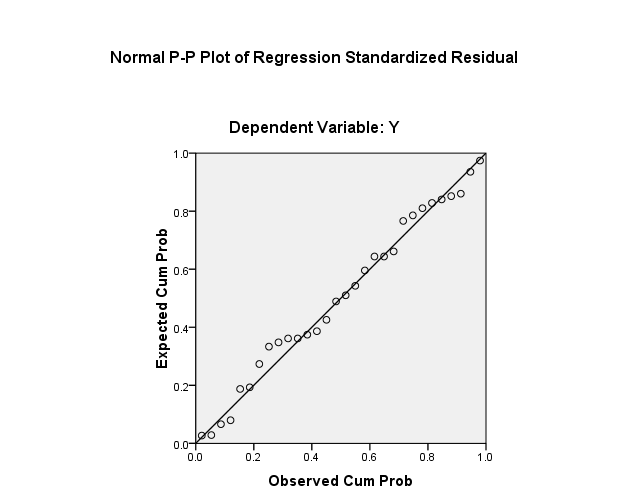 Normal P-P Plot of Regression Standardized Residual
Dependent Variable: Y
Expected Cum Prob
1.0
0.8
0.6
0.4
0.2
0.0
0.0 0.2 0.4 0.6 0.8 1.0
Observed Cum Prob